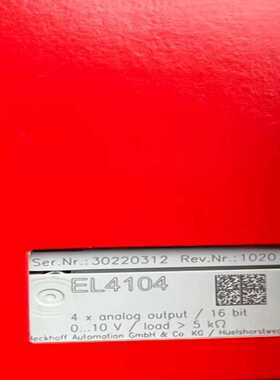 Ser.Nr.: 30220312 Rev.Nr.: 1020
EL4104
4 x analog output / 16 bit
0...10 V / load > 5 kΩ
Beckhoff Automation GmbH & Co. KG / Huelshorstwe